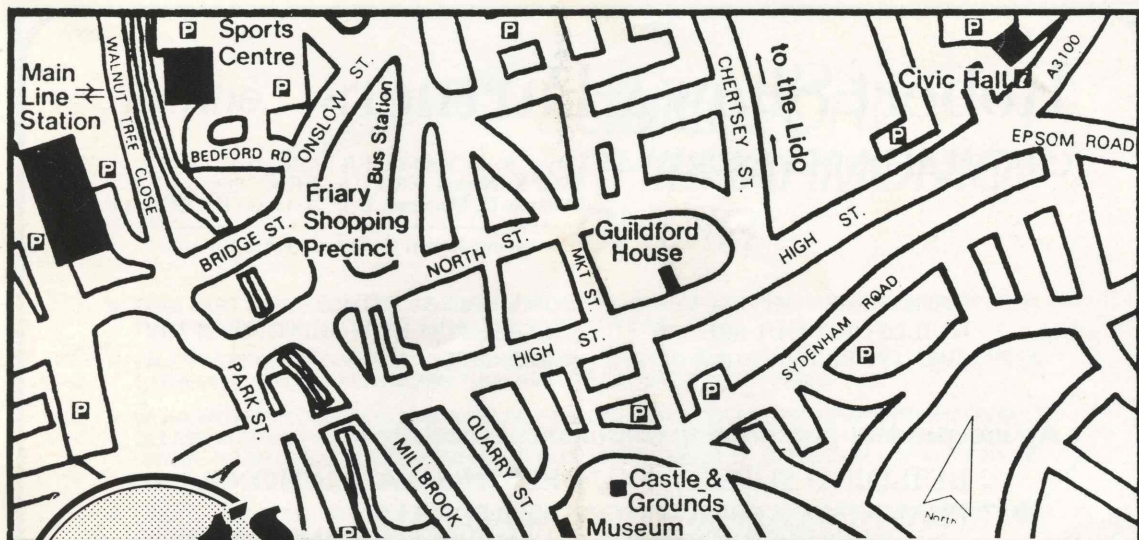 P
Sports
Centre
WALNUT TREE CLOSE
Main
Line
Station
P
P
P
ONSLOW ST.
Bus Station
BEDFORD RD
Friary
Shopping
Precinct
BRIDGE ST.
NORTH ST.
P
CHERTSEY ST.
to the Lido
Civic Hall
P
P
A3100
EPSOM ROAD
P
Guildford
House
MKT ST.
HIGH ST.
HIGH ST.
SYDENHAM ROAD
P
P
P
PARK ST.
P
MILLBROOK
QUARRY ST.
Castle &
Grounds
Museum
P
North